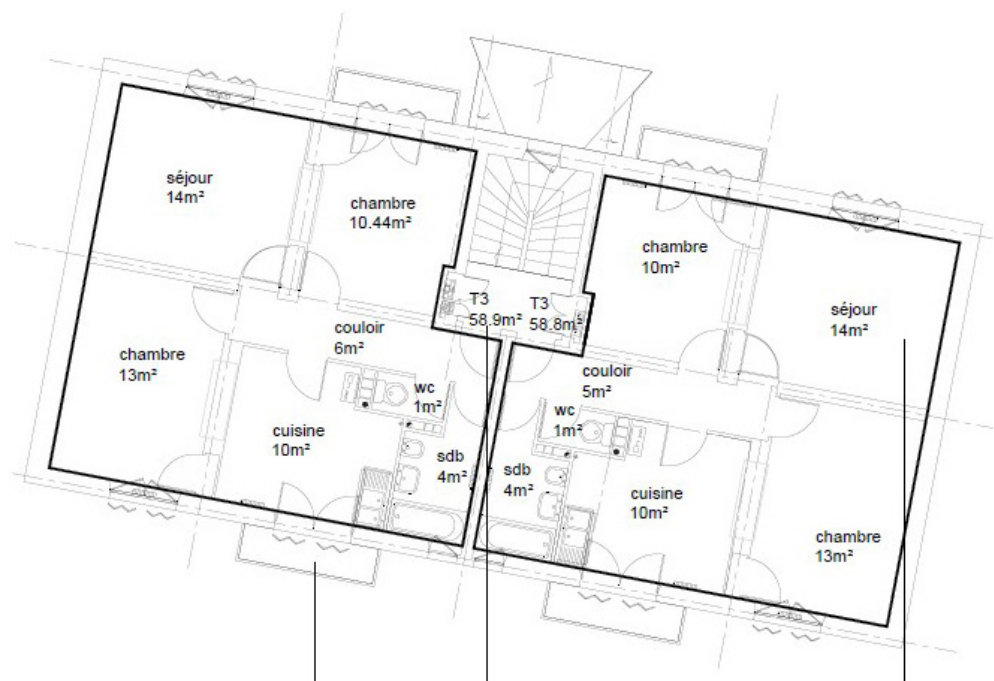 séjour
14m²
chambre
10.44m²
chambre
10m²
séjour
14m²
T3
58.9m²
T3
58.8m²
couloir
6m²
chambre
13m²
couloir
5m²
wc
1m²
wc
1m²
cuisine
10m²
sdb
4m²
sdb
4m²
cuisine
10m²
chambre
13m²